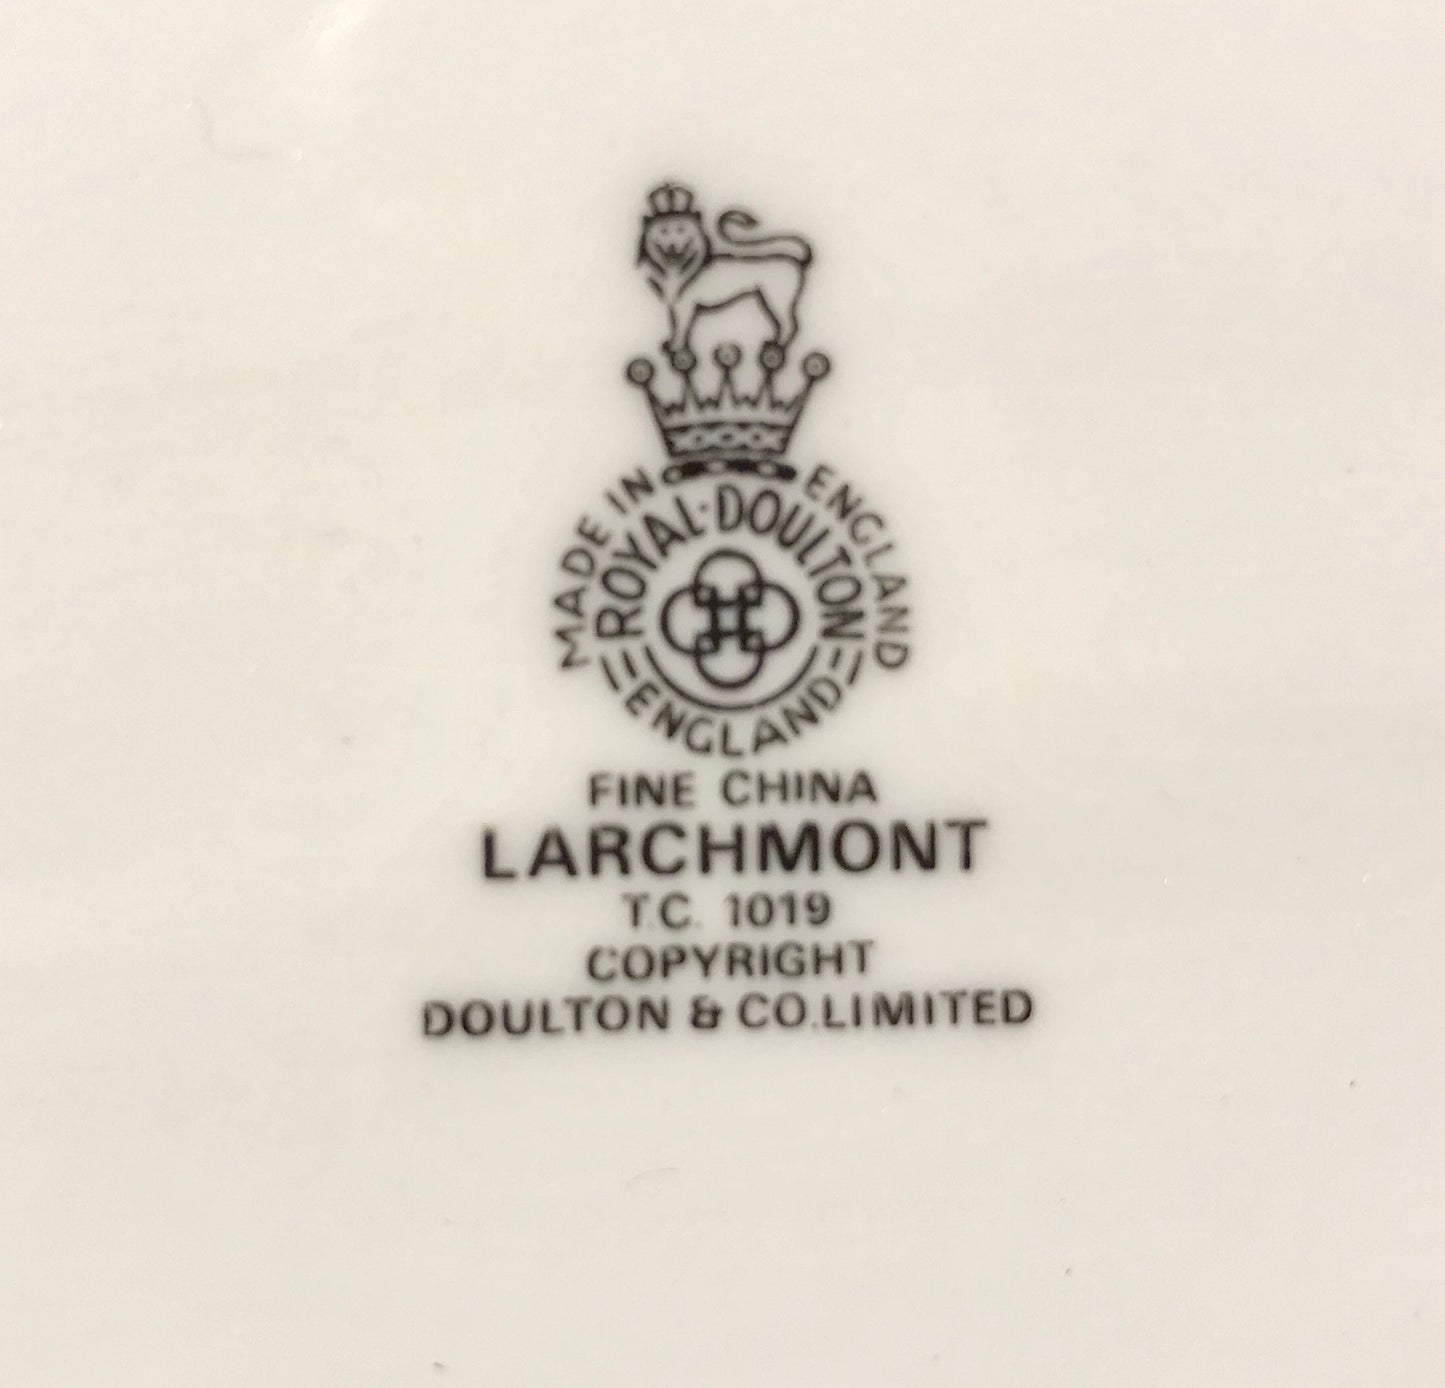 MADE IN ENGLAND
ROYAL·DOULTON
ENGLAND
FINE CHINA
LARCHMONT
T.C. 1019
COPYRIGHT
DOULTON & CO.LIMITED